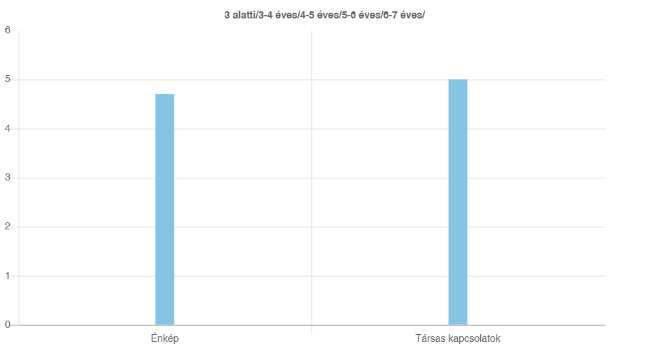 3 alatti/3-4 éves/4-5 éves/5-6 éves/6-7 éves/
6
5
4
3
2
1
0
Énkép
Társas kapcsolatok